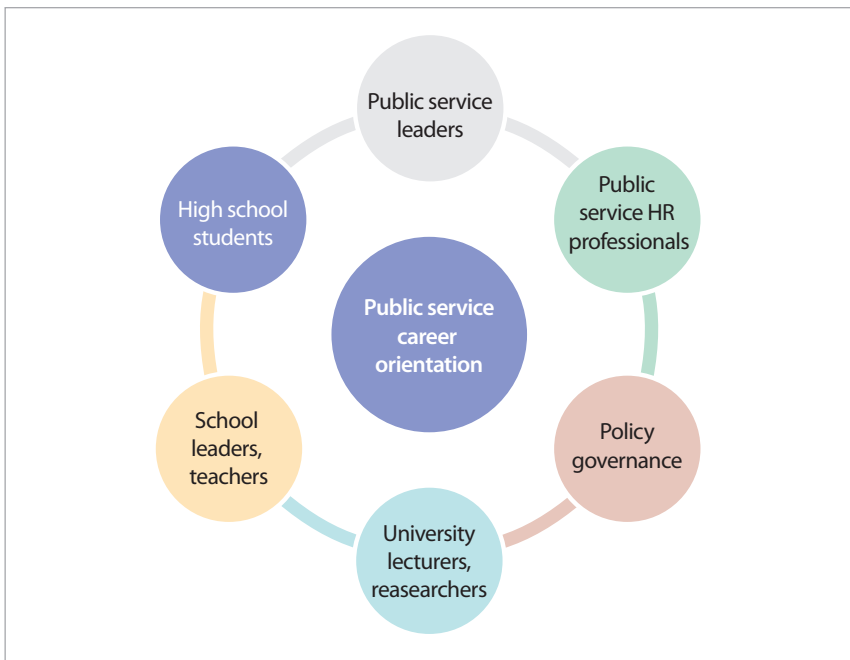 Public service
leaders
Public
service HR
professionals
High school
students
Public service
career
orientation
School
leaders,
teachers
Policy
governance
University
lecturers,
reasearchers